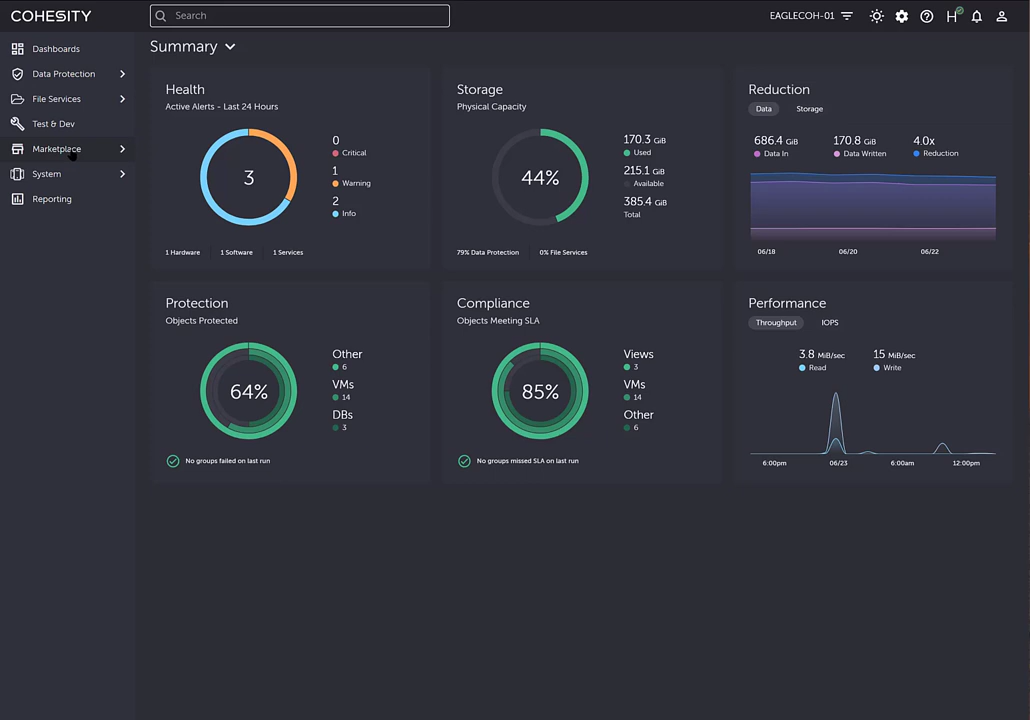 COHESITY
Search
EAGLECOH-01
H
Dashboards
Data Protection
File Services
Test & Dev
Marketplace
System
Reporting
Summary
Health
Active Alerts - Last 24 Hours
3
0
Critical
1
Warning
2
Info
1 Hardware
1 Software
1 Services
Storage
Physical Capacity
44%
170.3 GiB
Used
215.1 GiB
Available
385.4 GiB
Total
79% Data Protection
0% File Services
Reduction
Data
Storage
686.4 GiB
Data In
170.8 GiB
Data Written
4.0x
Reduction
06/18
06/20
06/22
Protection
Objects Protected
64%
Other
6
VMs
14
DBs
3
No groups failed on last run
Compliance
Objects Meeting SLA
85%
Views
3
VMs
14
Other
6
No groups missed SLA on last run
Performance
Throughput
IOPS
3.8 MiB/sec
Read
15 MiB/sec
Write
6:00pm
06/23
6:00am
12:00pm